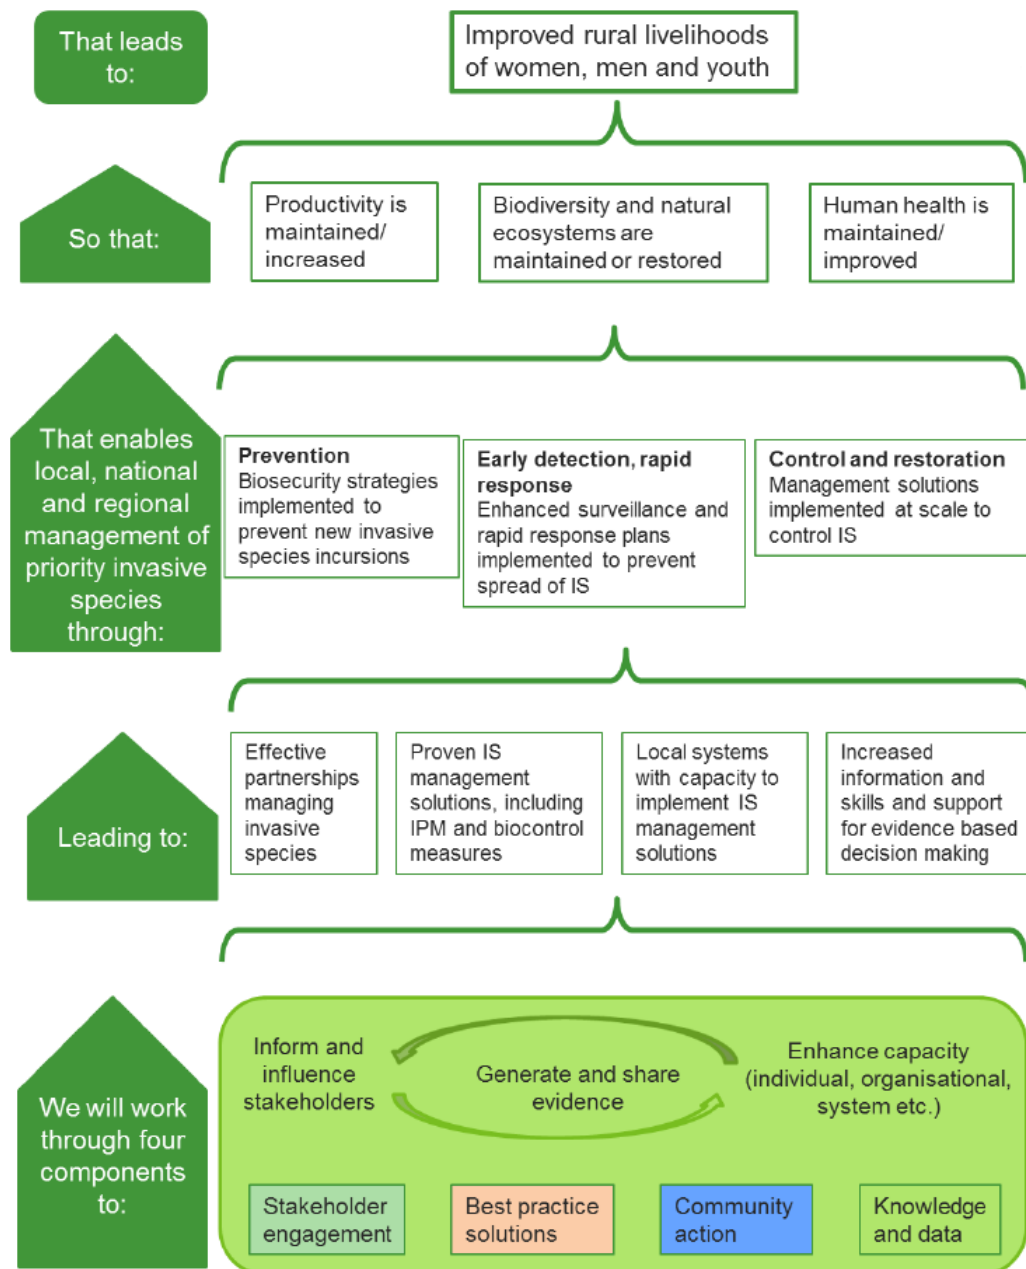 That leads
to:
Improved rural livelihoods
of women, men and youth
So that:
Productivity is
maintained/
increased
Biodiversity and natural
ecosystems are
maintained or restored
Human health is
maintained/
improved
That enables
local, national
and regional
management of
priority invasive
species
through:
Prevention
Biosecurity strategies
implemented to
prevent new invasive
species incursions
Early detection, rapid
response
Enhanced surveillance and
rapid response plans
implemented to prevent
spread of IS
Control and restoration
Management solutions
implemented at scale to
control IS
Leading to:
Effective
partnerships
managing
invasive
species
Proven IS
management
solutions, including
IPM and biocontrol
measures
Local systems
with capacity to
implement IS
management
solutions
Increased
information and
skills and support
for evidence based
decision making
We will work
through four
components
to:
Inform and
influence
stakeholders
Generate and share
evidence
Enhance capacity
(individual, organisational,
system etc.)
Stakeholder
engagement
Best practice
solutions
Community
action
Knowledge
and data